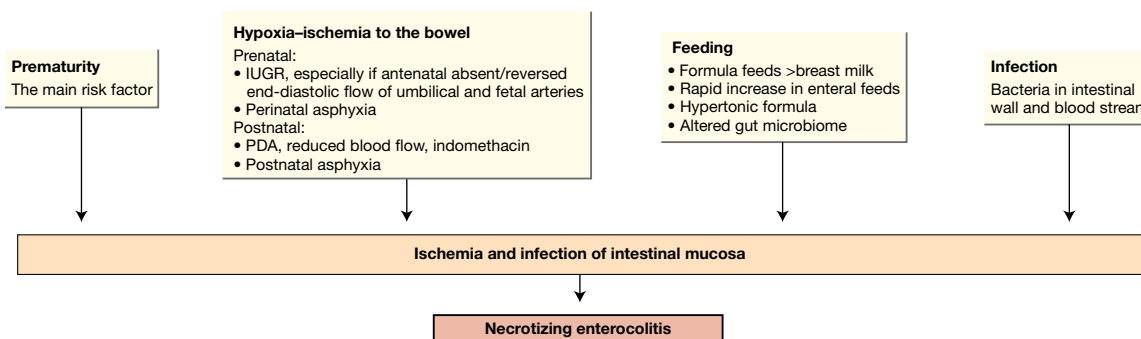 Prematurity
The main risk factor
Hypoxia–ischemia to the bowel
Prenatal:
• IUGR, especially if antenatal absent/reversed
end-diastolic flow of umbilical and fetal arteries
• Perinatal asphyxia
Postnatal:
• PDA, reduced blood flow, indomethacin
• Postnatal asphyxia
Feeding
• Formula feeds >breast milk
• Rapid increase in enteral feeds
• Hypertonic formula
• Altered gut microbiome
Infection
Bacteria in intestinal
wall and blood stream
Ischemia and infection of intestinal mucosa
Necrotizing enterocolitis